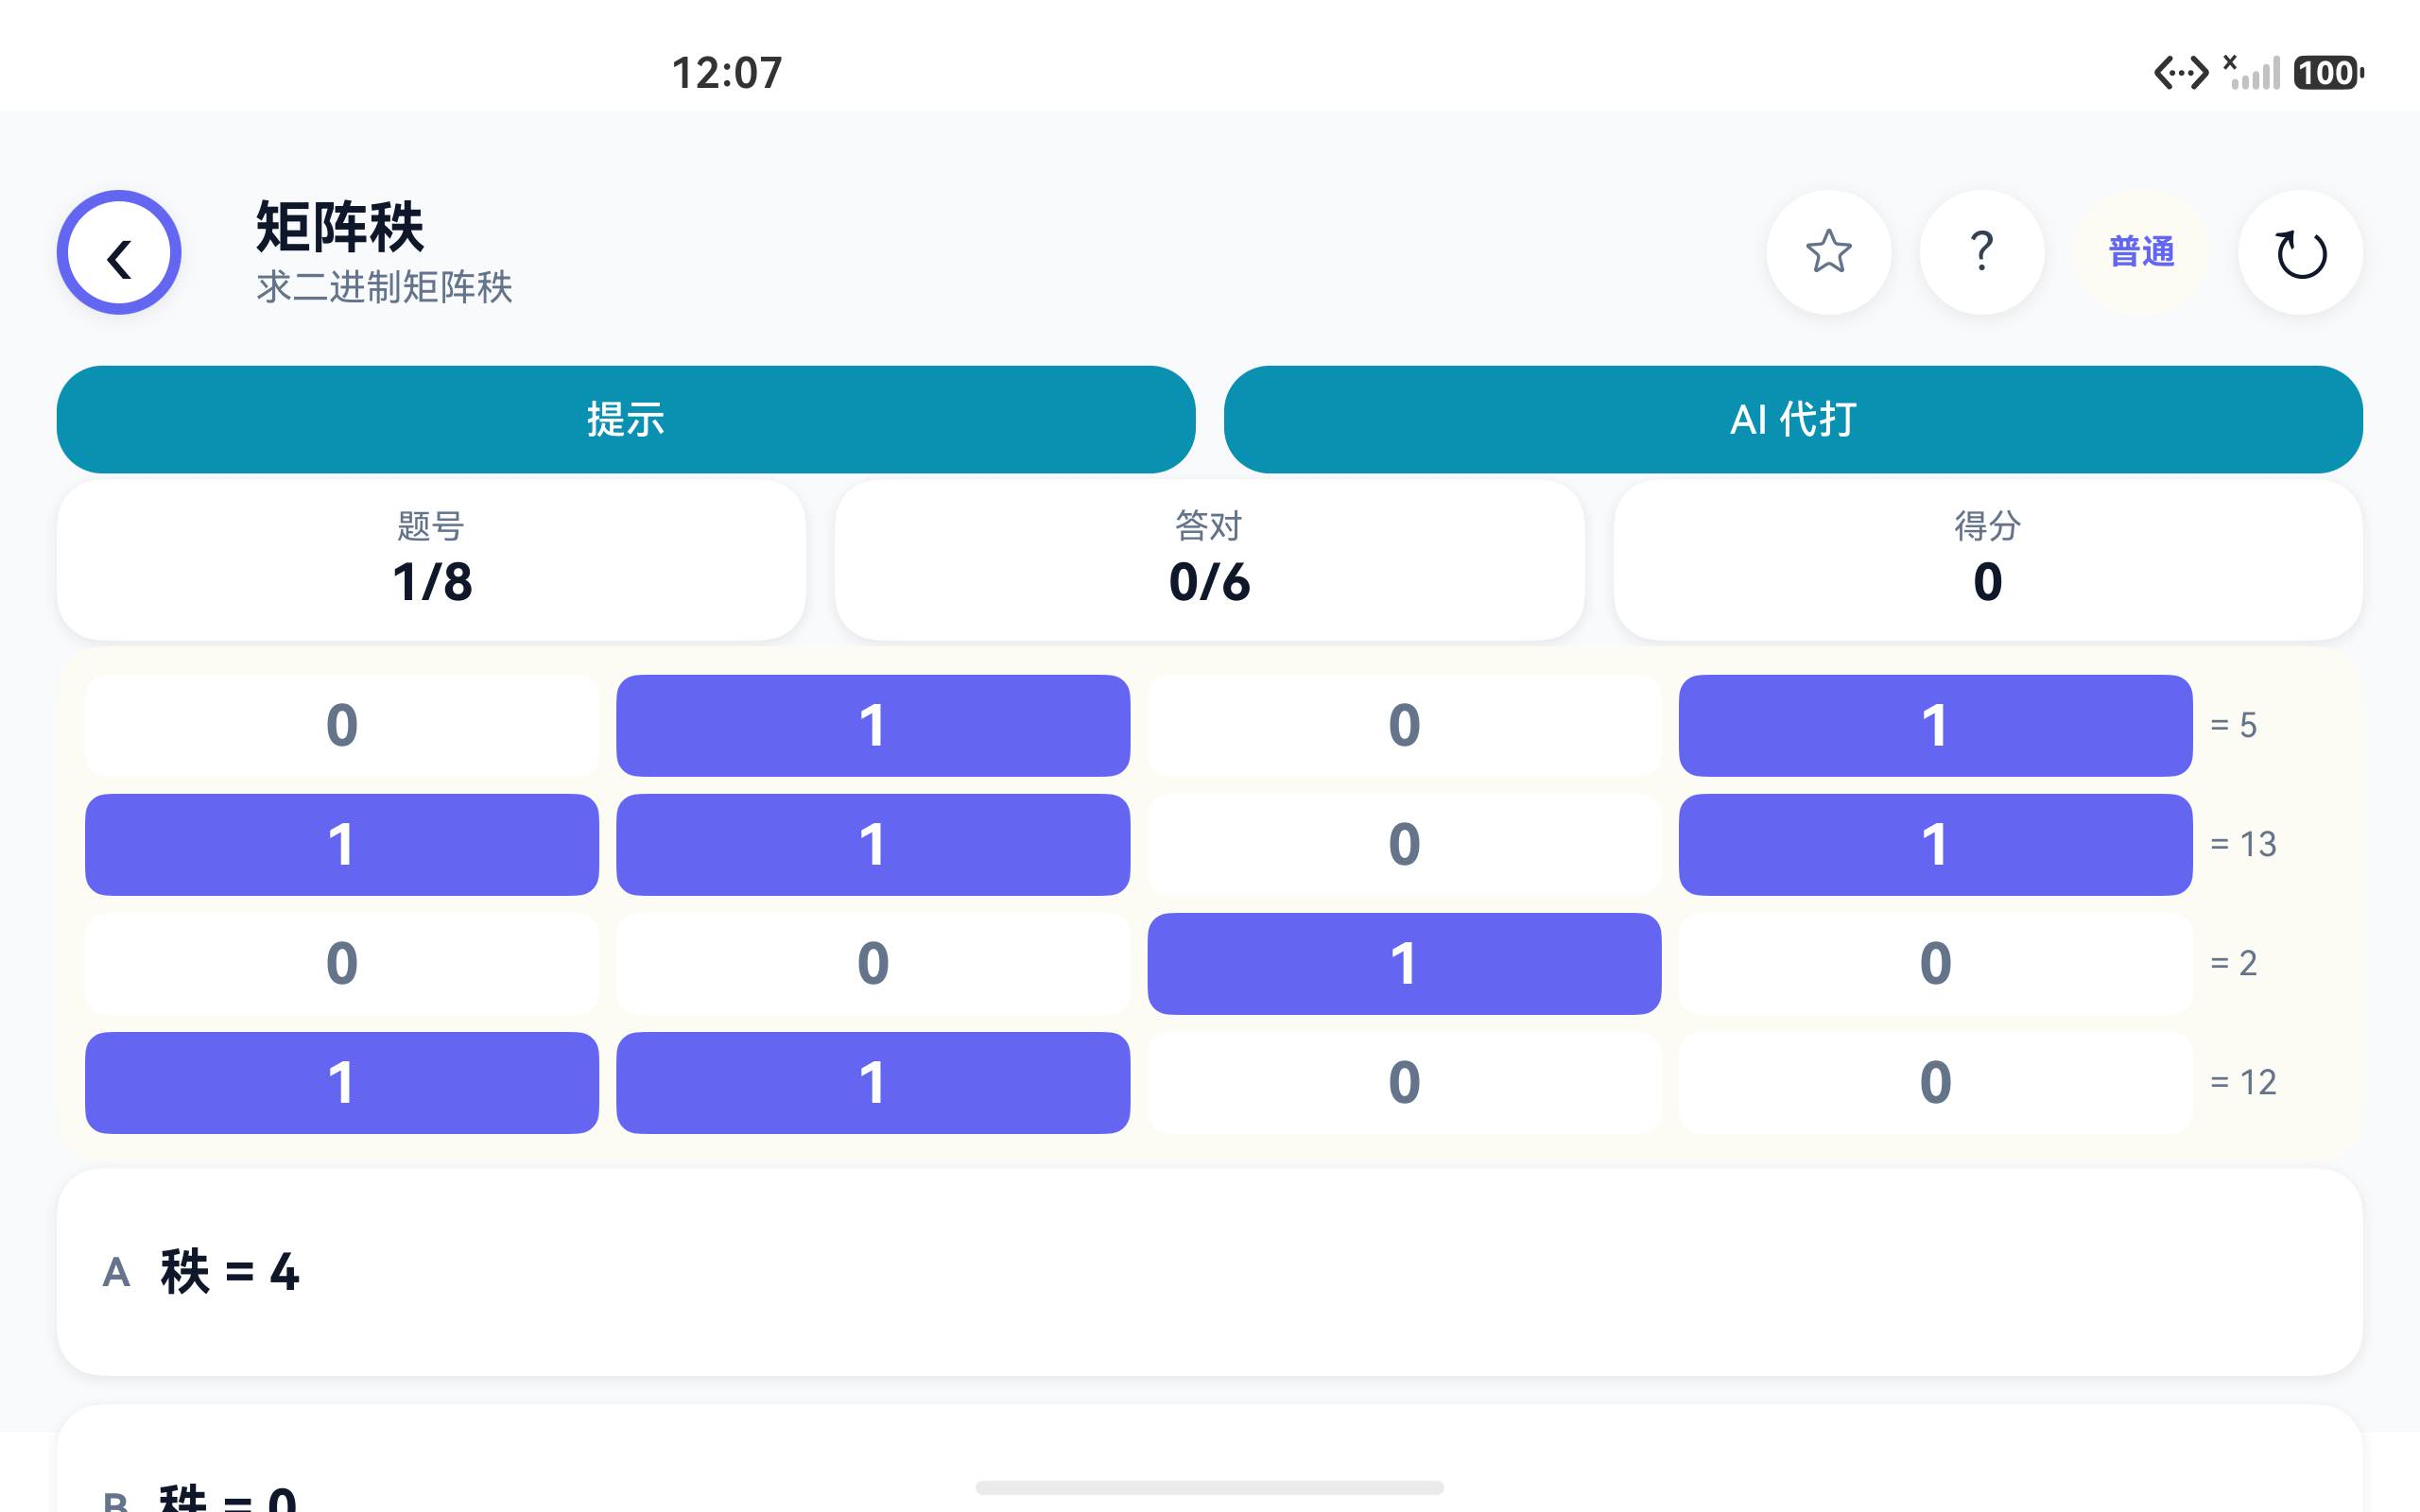 12:07
100
矩阵秩
求二进制矩阵秩
?
普通
提示
AI 代打
题号
1/8
答对
0/6
得分
0
0 1 0 1 = 5
1 1 0 1 = 13
0 0 1 0 = 2
1 1 0 0 = 12
A 秩 = 4
B 秩 = 0